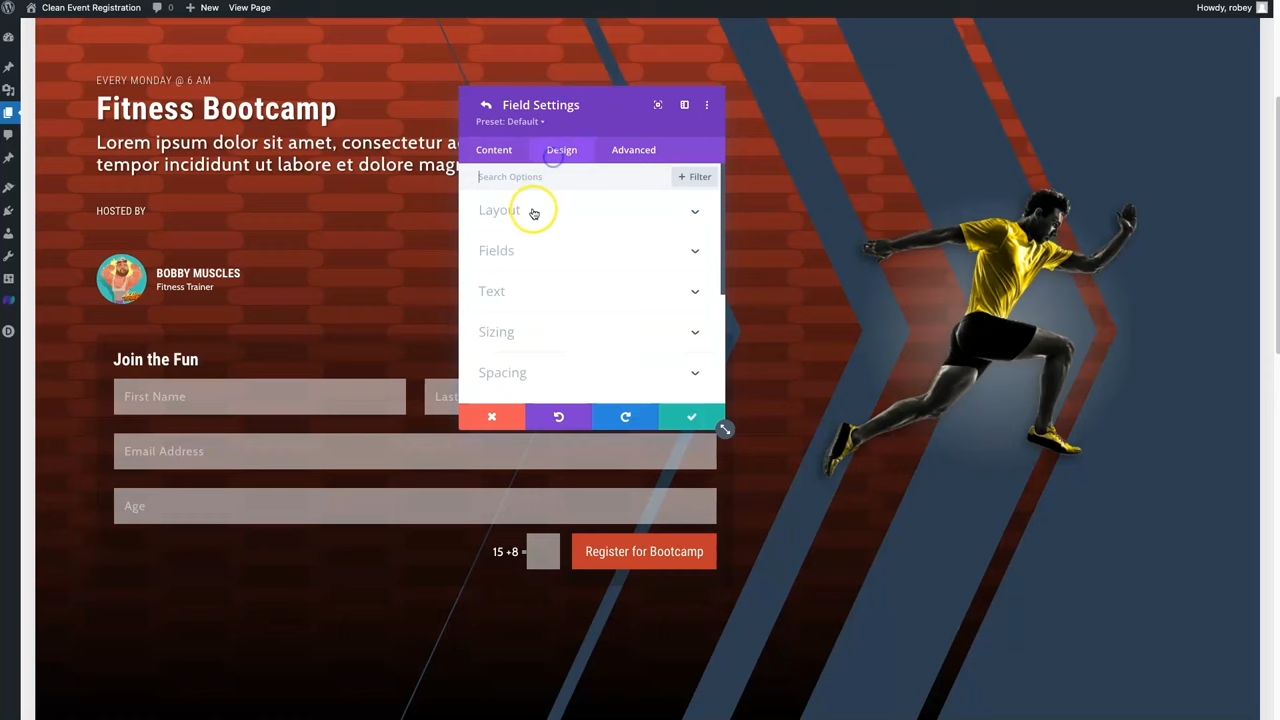 Clean Event Registration 0 New View Page Howdy, robey
EVERY MONDAY @ 6 AM
Fitness Bootcamp
Lorem ipsum dolor sit amet, consectetur a
tempor incididunt ut labore et dolore mag
HOSTED BY
BOBBY MUSCLES
Fitness Trainer
Join the Fun
First Name
Last
Email Address
Age
15 +8 =
Register for Bootcamp
Field Settings
Preset: Default
Content Design Advanced
Search Options + Filter
Layout
Fields
Text
Sizing
Spacing